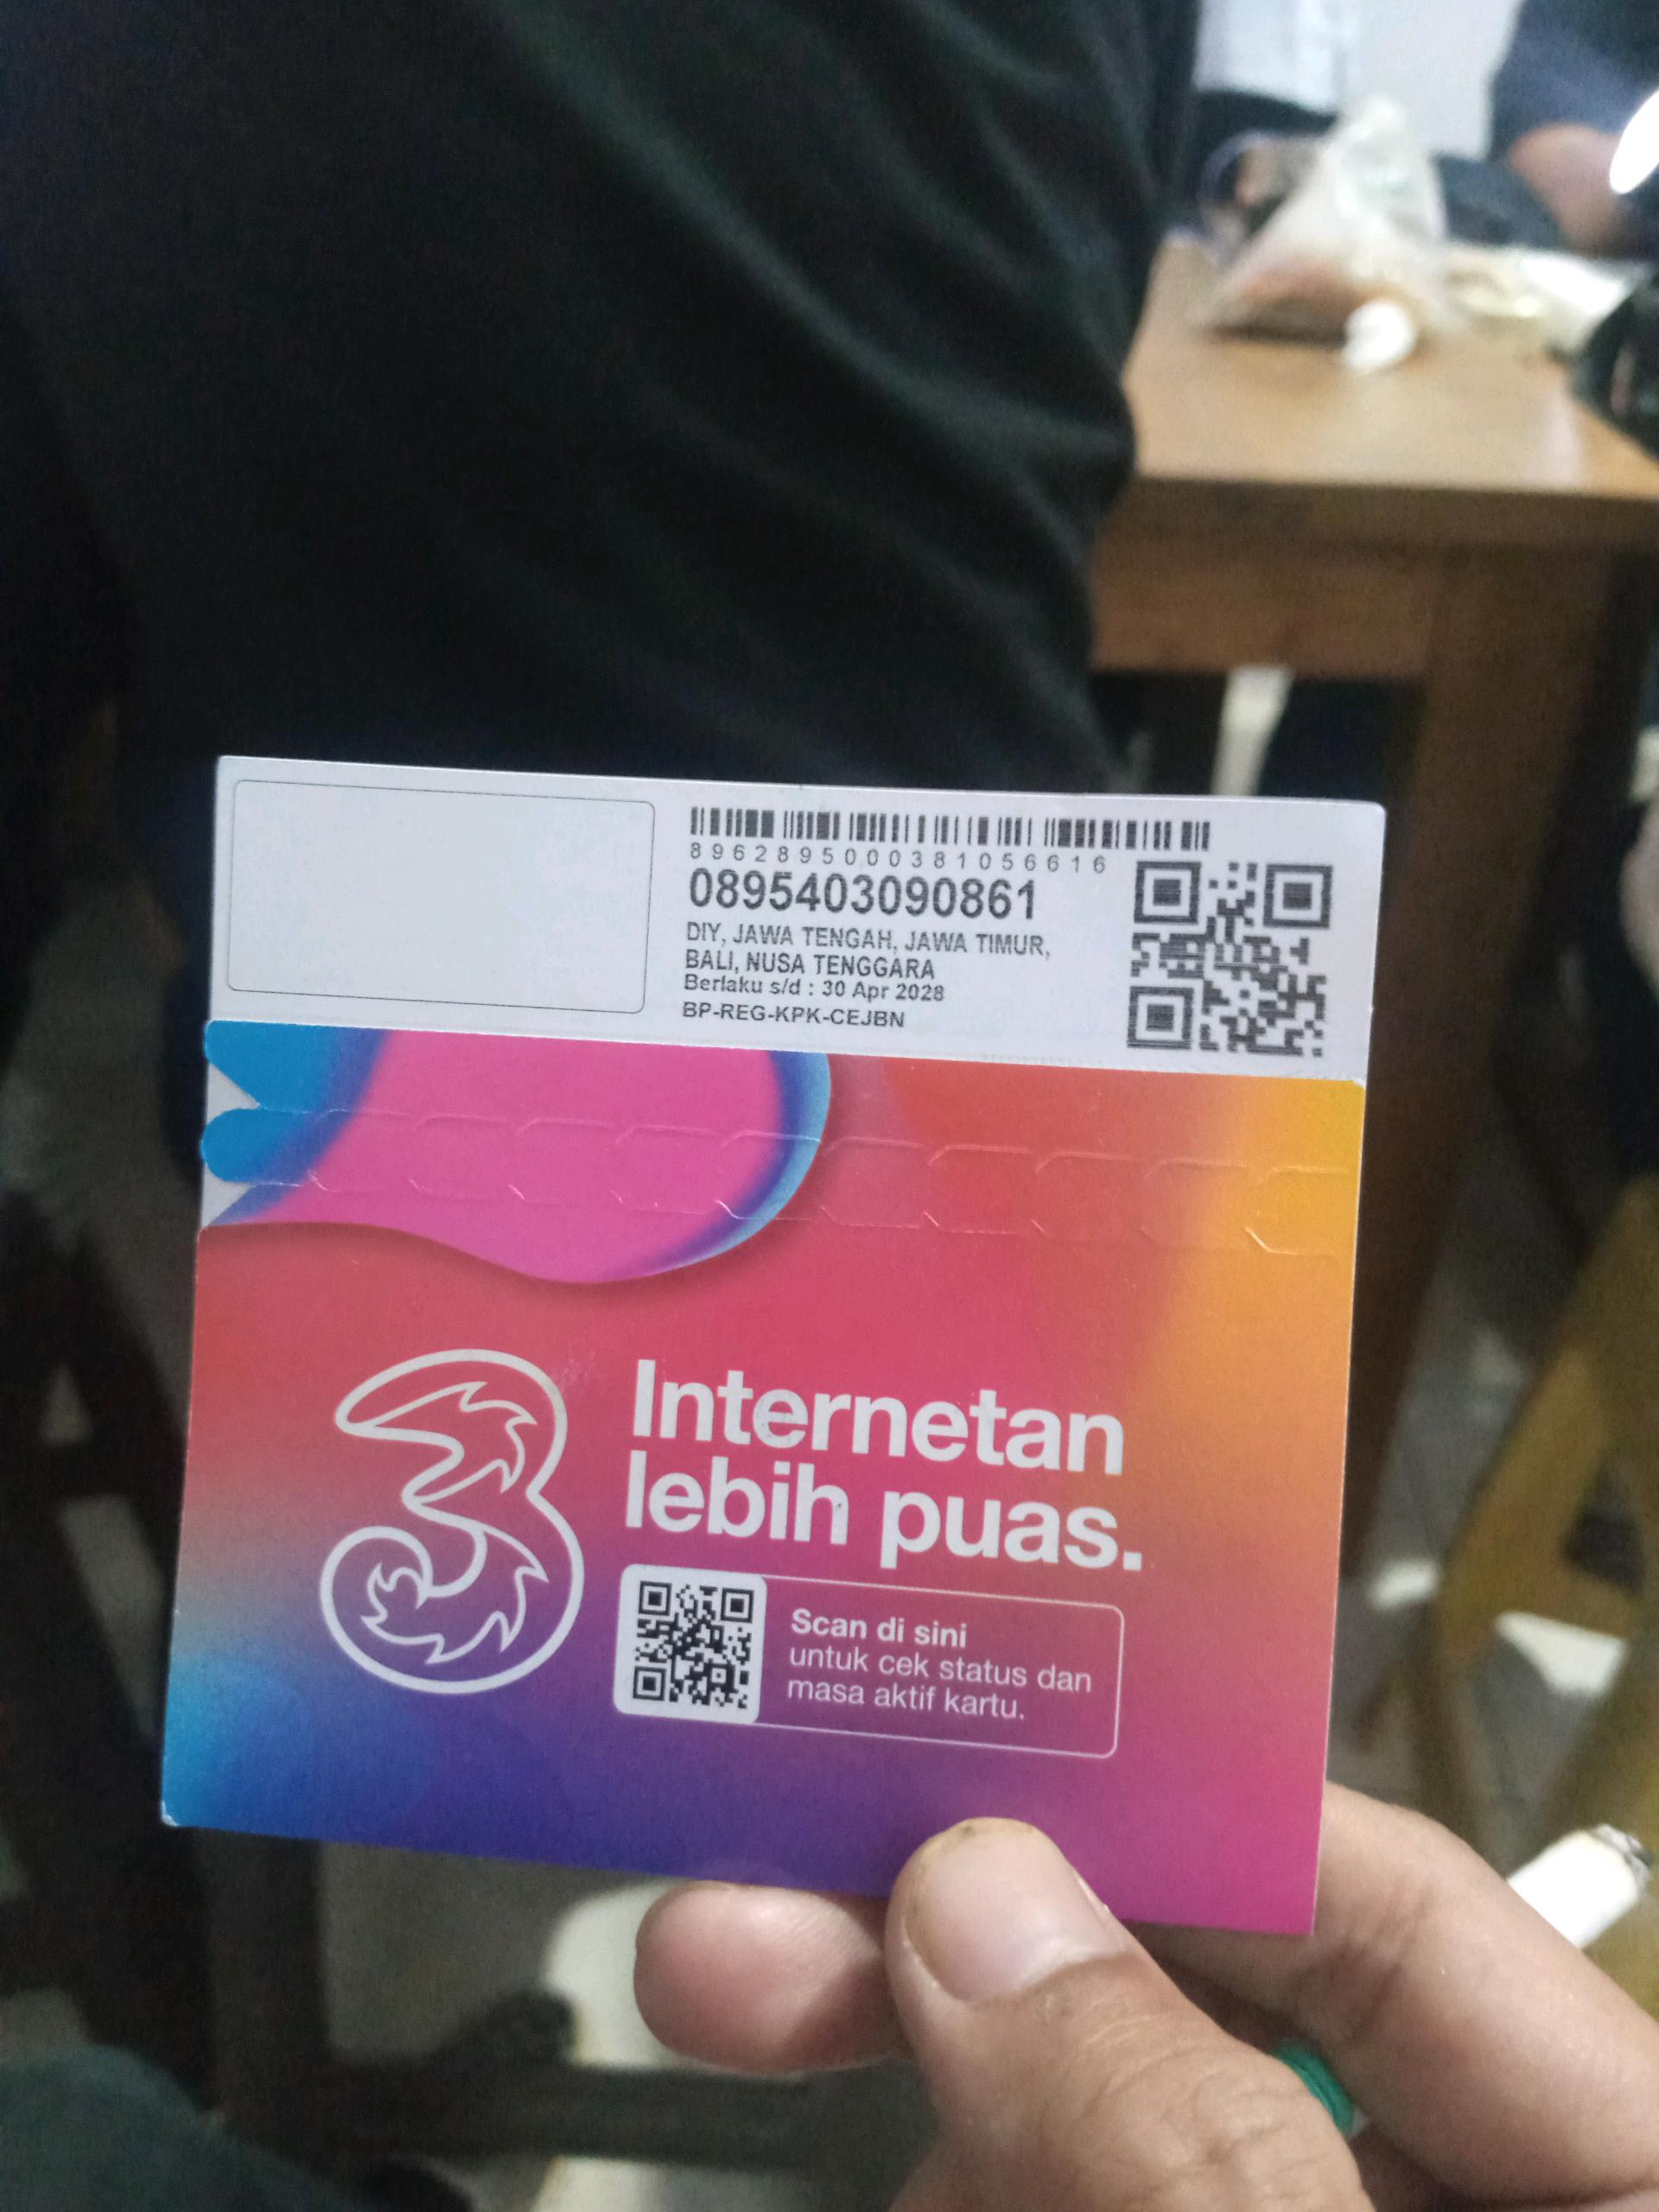 8962895000381056616
0895403090861
DIY, JAWA TENGAH, JAWA TIMUR,
BALI, NUSA TENGGARA
Berlaku s/d : 30 Apr 2028
BP-REG-KPK-CEJBN
3
Internetan
lebih puas.
Scan di sini
untuk cek status dan
masa aktif kartu.